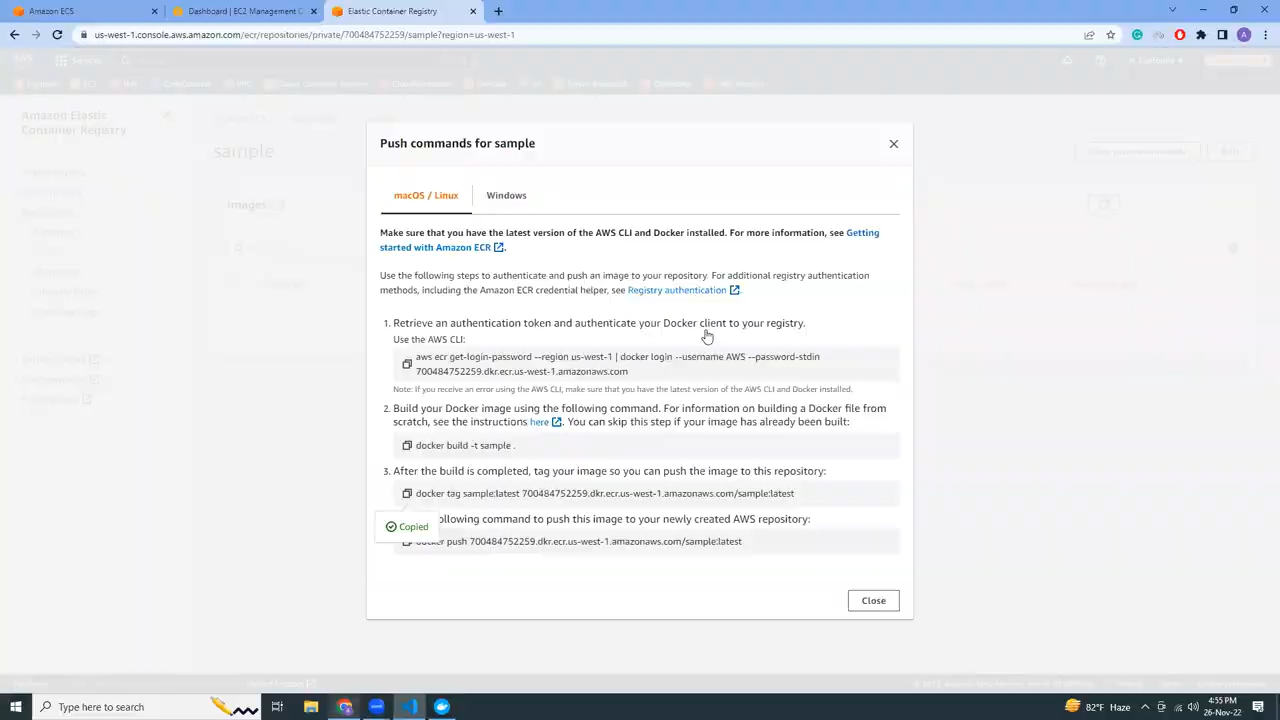 Amazon ECS
Dashboard | EC2 Management C
Elastic Container Registry
us-west-1.console.aws.amazon.com/ecr/repositories/private/700484752259/sample?region=us-west-1
A
Services
Amazon Elastic
Container Registry
sample
Images
Push commands for sample
macOS / Linux
Windows
Make sure that you have the latest version of the AWS CLI and Docker installed. For more information, see Getting
started with Amazon ECR.
Use the following steps to authenticate and push an image to your repository. For additional registry authentication
methods, including the Amazon ECR credential helper, see Registry authentication.
1. Retrieve an authentication token and authenticate your Docker client to your registry.
Use the AWS CLI:
aws ecr get-login-password --region us-west-1 | docker login --username AWS --password-stdin
700484752259.dkr.ecr.us-west-1.amazonaws.com
Note: If you receive an error using the AWS CLI, make sure that you have the latest version of the AWS CLI and Docker installed.
2. Build your Docker image using the following command. For information on building a Docker file from
scratch, see the instructions here. You can skip this step if your image has already been built:
docker build -t sample .
3. After the build is completed, tag your image so you can push the image to this repository:
docker tag sample:latest 700484752259.dkr.ecr.us-west-1.amazonaws.com/sample:latest
Copied
following command to push this image to your newly created AWS repository:
docker push 700484752259.dkr.ecr.us-west-1.amazonaws.com/sample:latest
Close
Type here to search
82°F Haze
4:55 PM
26-Nov-22